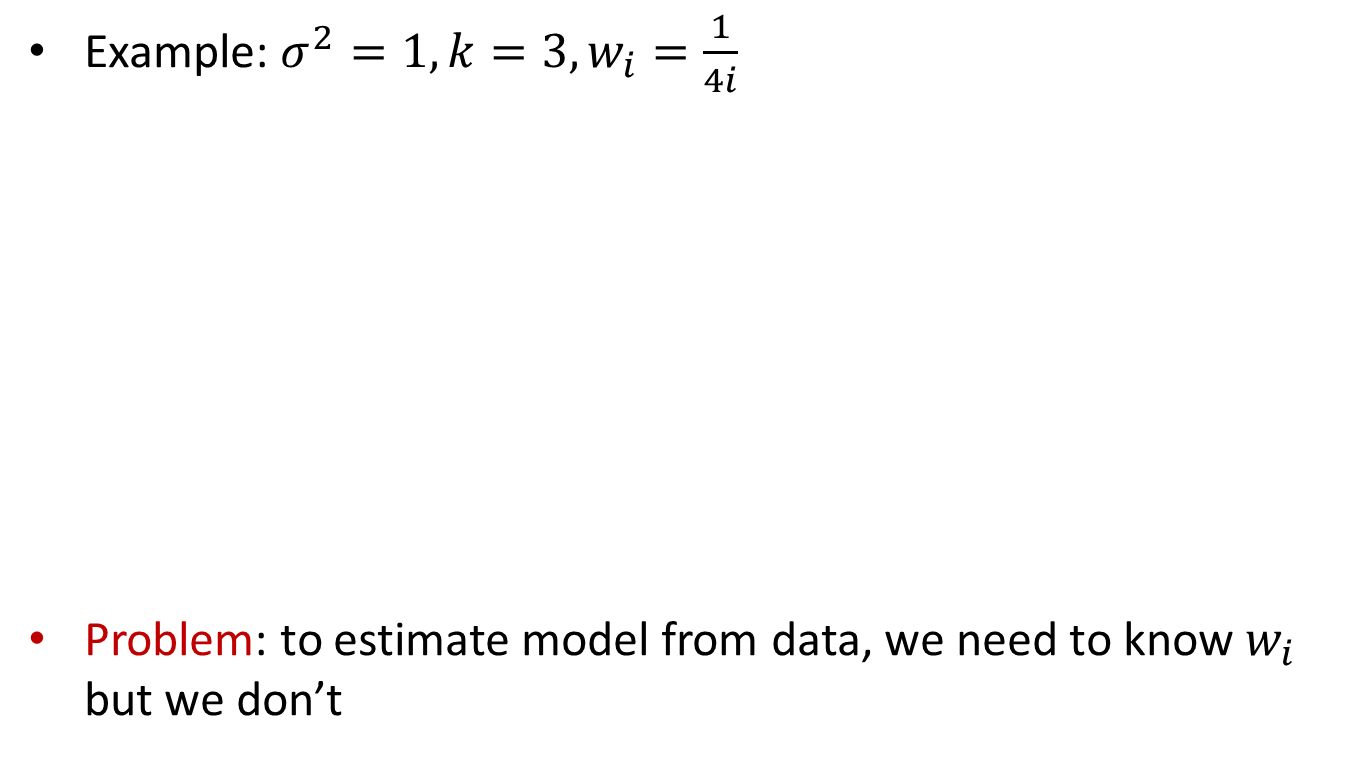 • Example: σ² = 1, k = 3, wᵢ = 1/4i
• Problem: to estimate model from data, we need to know wᵢ
but we don’t